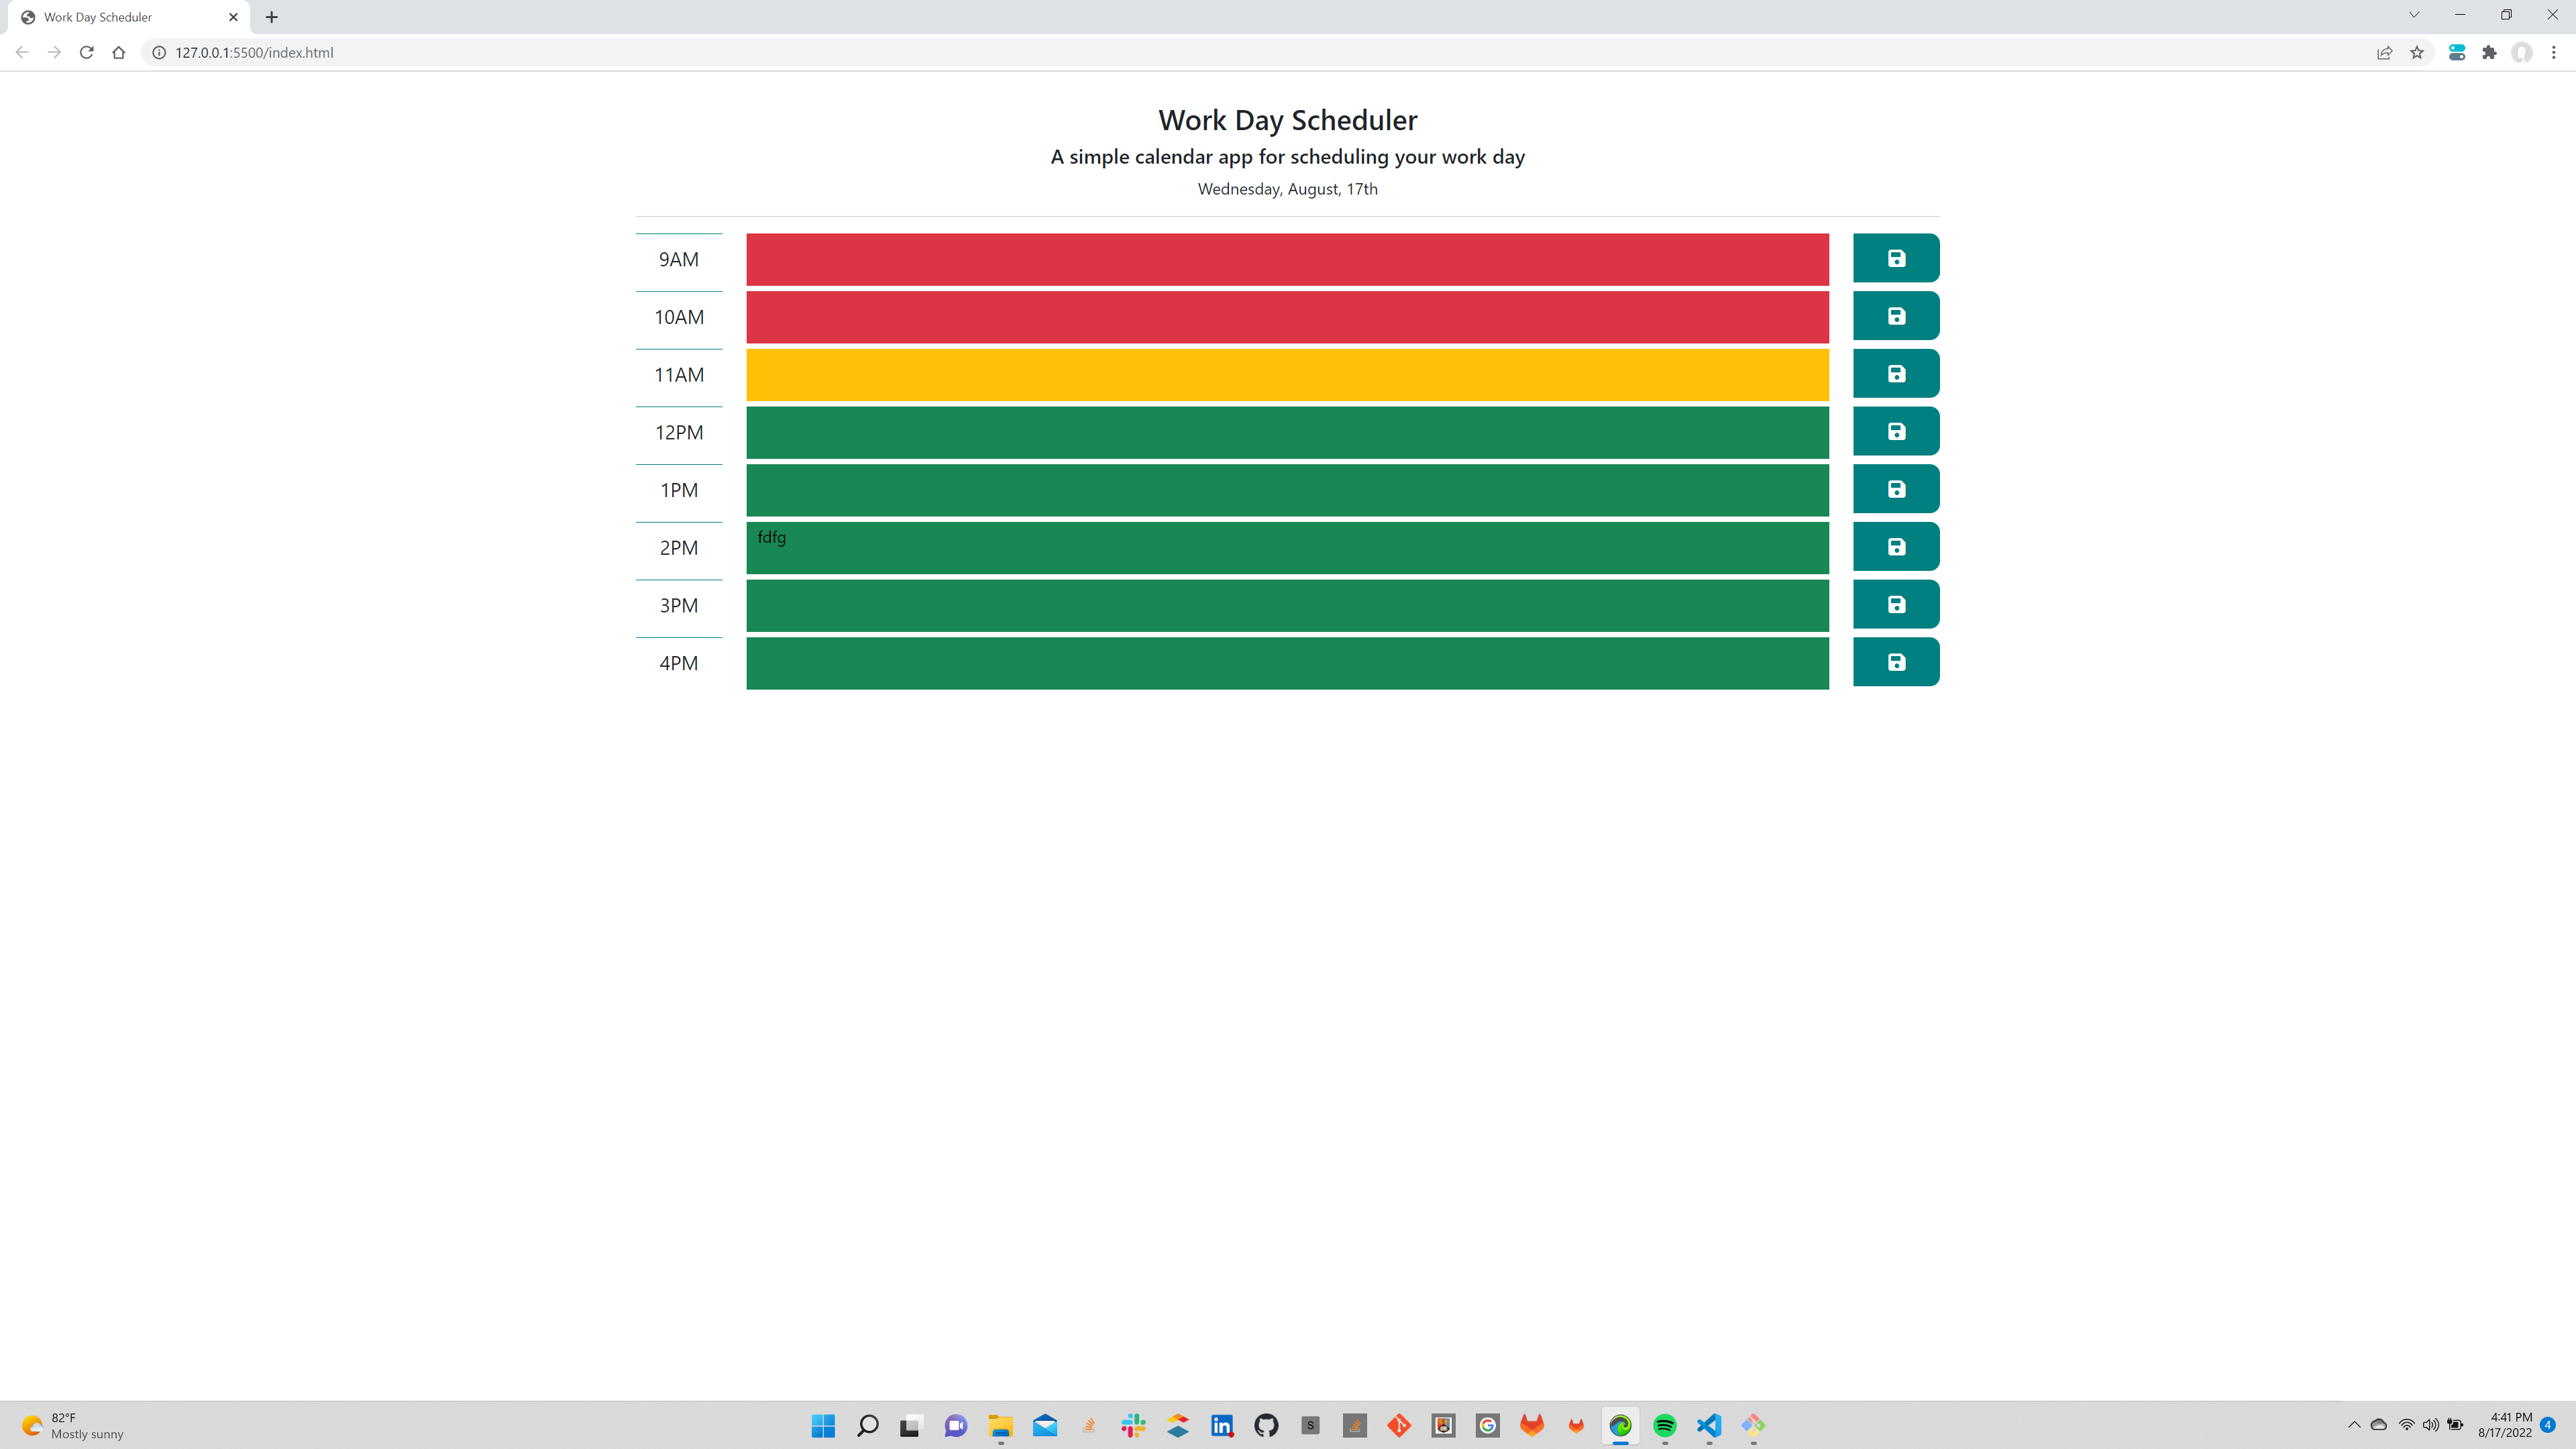 Work Day Scheduler
127.0.0.1:5500/index.html
Work Day Scheduler
A simple calendar app for scheduling your work day
Wednesday, August, 17th
9AM
10AM
11AM
12PM
1PM
2PM
fdfg
3PM
4PM
82°F
Mostly sunny
in
S
G
4:41 PM
8/17/2022
4